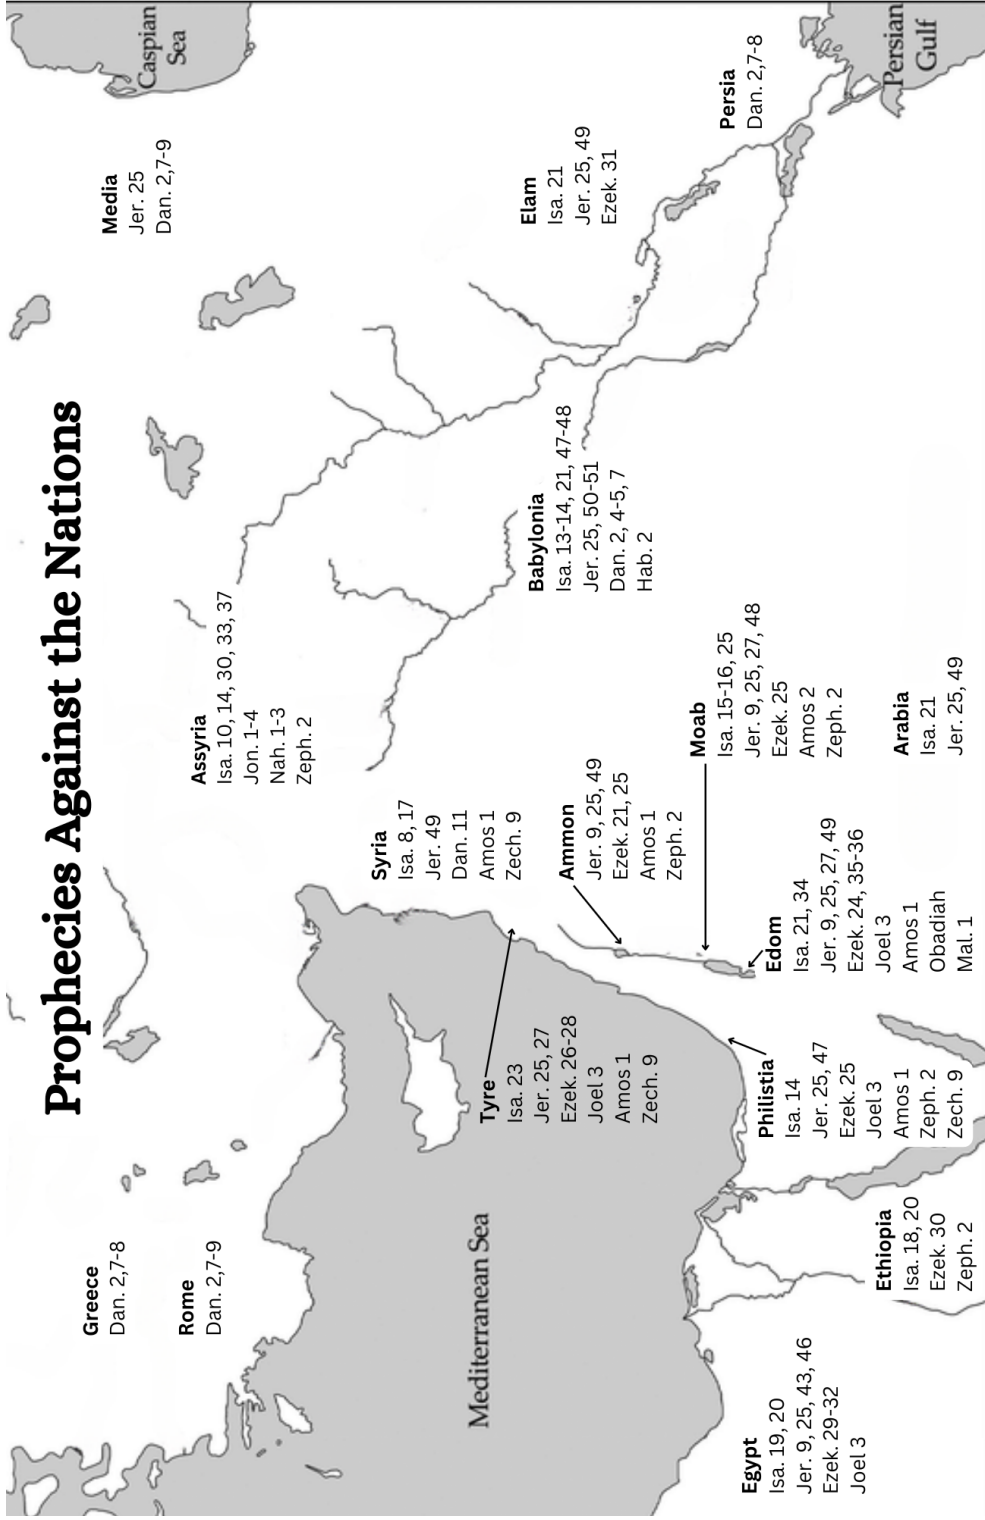 Prophecies Against the Nations
Greece
Dan. 2,7-8
Rome
Dan. 2,7-9
Assyria
Isa. 10, 14, 30, 33, 37
Jon. 1-4
Nah. 1-3
Zeph. 2
Media
Jer. 25
Dan. 2,7-9
Caspian
Sea
Syria
Isa. 8, 17
Jer. 49
Dan. 11
Amos 1
Zech. 9
Mediterranean Sea
Tyre
Isa. 23
Jer. 25, 27
Ezek. 26-28
Joel 3
Amos 1
Zech. 9
Babylonia
Isa. 13-14, 21, 47-48
Jer. 25, 50-51
Dan. 2, 4-5, 7
Hab. 2
Elam
Isa. 21
Jer. 25, 49
Ezek. 31
Ammon
Jer. 9, 25, 49
Ezek. 21, 25
Amos 1
Zeph. 2
Moab
Isa. 15-16, 25
Jer. 9, 25, 27, 48
Ezek. 25
Amos 2
Zeph. 2
Persia
Dan. 2,7-8
Persian
Gulf
Egypt
Isa. 19, 20
Jer. 9, 25, 43, 46
Ezek. 29-32
Joel 3
Philistia
Isa. 14
Jer. 25, 47
Ezek. 25
Joel 3
Amos 1
Zeph. 2
Zech. 9
Edom
Isa. 21, 34
Jer. 9, 25, 27, 49
Ezek. 24, 35-36
Joel 3
Amos 1
Obadiah
Mal. 1
Ethiopia
Isa. 18, 20
Ezek. 30
Zeph. 2
Arabia
Isa. 21
Jer. 25, 49